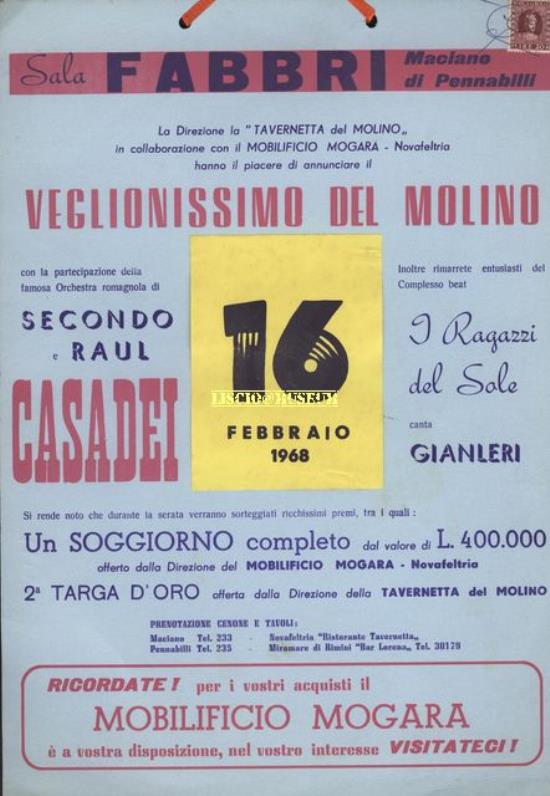 Sala FABBRI Maciano
di Pennabilli
La Direzione la "TAVERNETTA del MOLINO„
in collaborazione con il MOBILIFICIO MOGARA - Novafeltria
hanno il piacere di annunciare il
VEGLIONISSIMO DEL MOLINO
con la partecipazione della
famosa Orchestra romagnola di
SECONDO
e RAUL
CASADEI
16
FEBBRAIO
1968
Inoltre rimarrete entusiasti del
Complesso beat
I Ragazzi
del Sole
canta
GIANLERI
Si rende noto che durante la serata verranno sorteggiati ricchissimi premi, tra i quali :
Un SOGGIORNO completo dal valore di L. 400.000
offerto dalla Direzione del MOBILIFICIO MOGARA - Novafeltria
2ª TARGA D'ORO offerta dalla Direzione della TAVERNETTA del MOLINO
PRENOTAZIONE CENONE E TAVOLI:
Maciano Tel. 233 - Novafeltria "Ristorante Tavernetta„
Pennabilli Tel. 235 - Miramare di Rimini "Bar Lorena„ Tel. 30179
RICORDATE! per i vostri acquisti il
MOBILIFICIO MOGARA
è a vostra disposizione, nel vostro interesse VISITATECI!